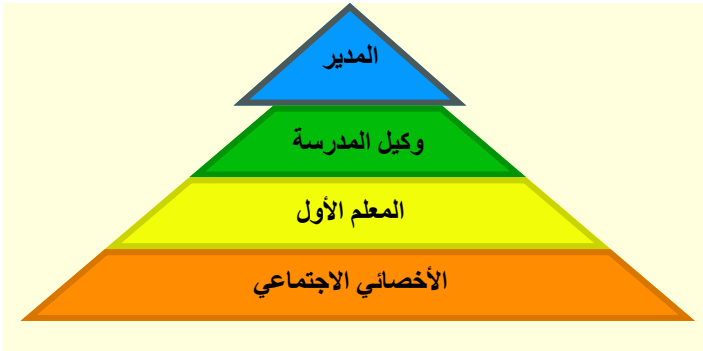 المدير
وكيل المدرسة
المعلم الأول
الأخصائي الاجتماعي